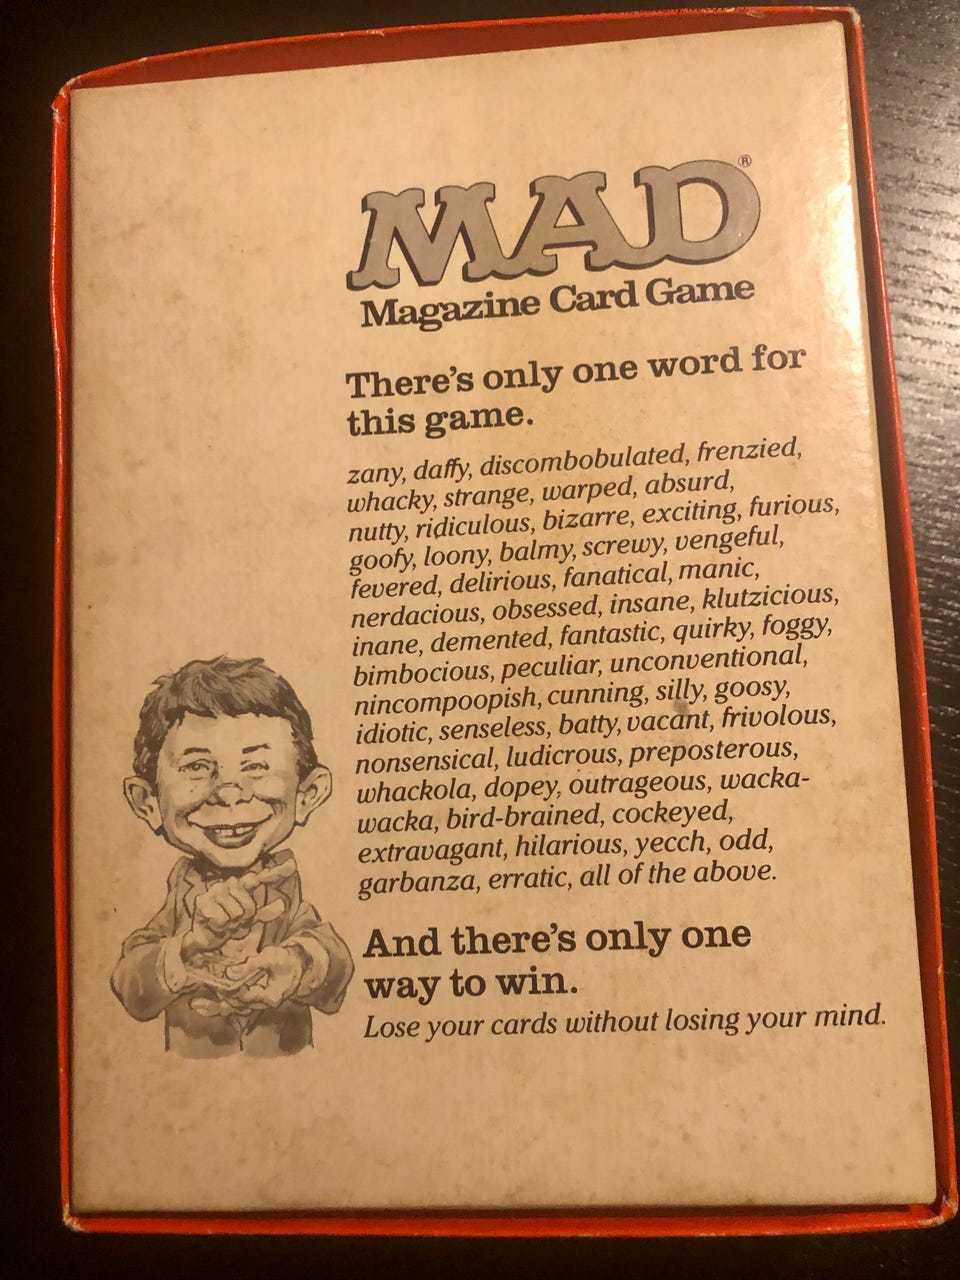 MAD®
Magazine Card Game
There's only one word for
this game.
zany, daffy, discombobulated, frenzied,
whacky, strange, warped, absurd,
nutty, ridiculous, bizarre, exciting, furious,
goofy, loony, balmy, screwy, vengeful,
fevered, delirious, fanatical, manic,
nerdacious, obsessed, insane, klutzicious,
inane, demented, fantastic, quirky, foggy,
bimbocious, peculiar, unconventional,
nincompoopish, cunning, silly, goosy,
idiotic, senseless, batty, vacant, frivolous,
nonsensical, ludicrous, preposterous,
whackola, dopey, outrageous, wacka-
wacka, bird-brained, cockeyed,
extravagant, hilarious, yecch, odd,
garbanza, erratic, all of the above.
And there's only one
way to win.
Lose your cards without losing your mind.